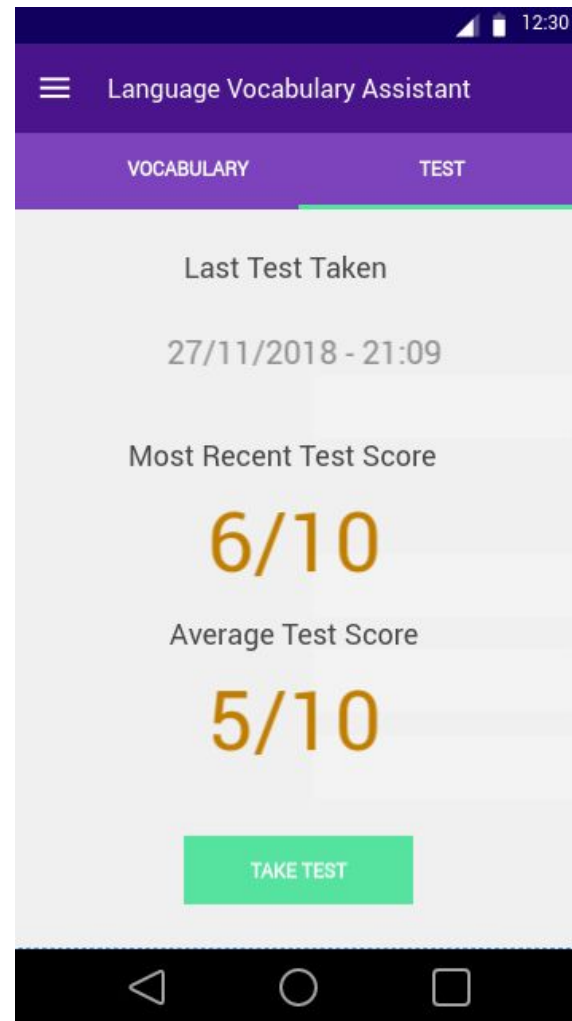 12:30
Language Vocabulary Assistant
VOCABULARY TEST
Last Test Taken
27/11/2018 - 21:09
Most Recent Test Score
6/10
Average Test Score
5/10
TAKE TEST